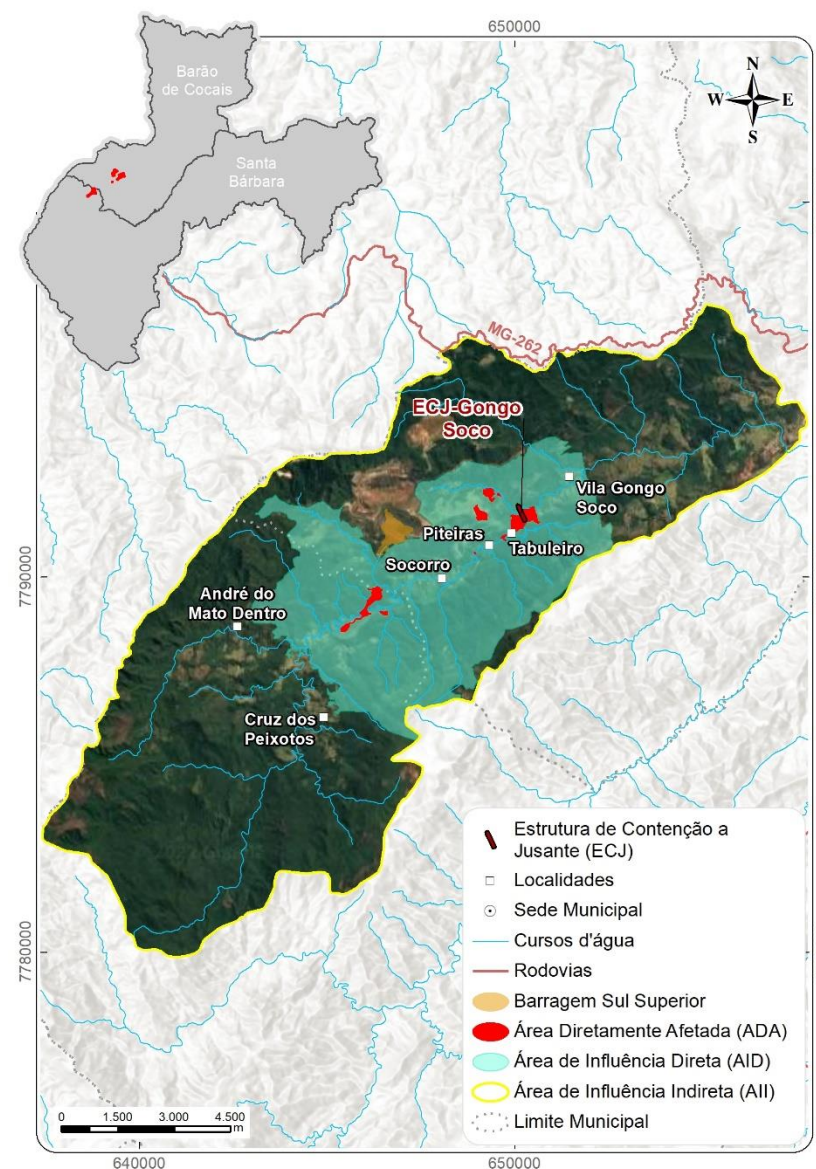 650000
Barão
de Cocais
Santa
Bárbara
N
W
E
S
MG-262
ECJ-Gongo
Soco
Vila Gongo
Soco
Piteiras
Tabuleiro
Socorro
7790000
7790000
André do
Mato Dentro
Cruz dos
Peixotos
Estrutura de Contenção a
Jusante (ECJ)
Localidades
Sede Municipal
Cursos d'água
Rodovias
Barragem Sul Superior
Área Diretamente Afetada (ADA)
Área de Influência Direta (AID)
Área de Influência Indireta (AII)
Limite Municipal
7780000
7780000
0 1.500 3.000 4.500
m
640000
650000